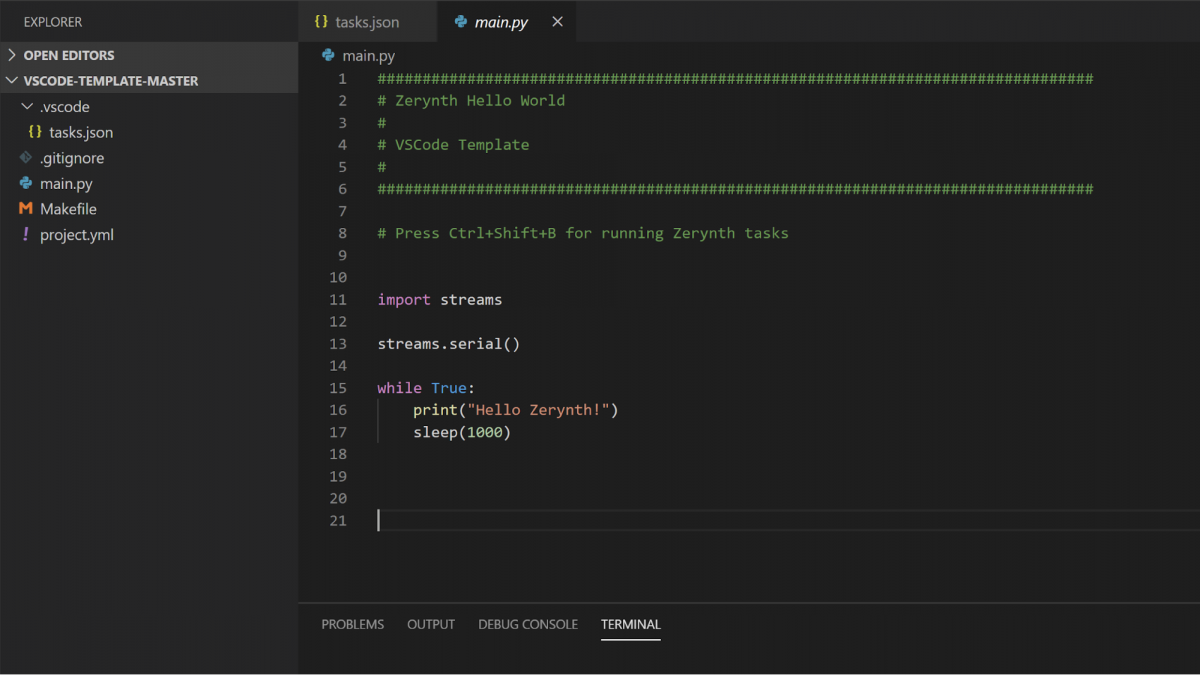 EXPLORER
OPEN EDITORS
VSCODE-TEMPLATE-MASTER
.vscode
{} tasks.json
.gitignore
main.py
M Makefile
! project.yml
{} tasks.json
main.py ×
main.py
1 ################################################################################
2 # Zerynth Hello World
3 #
4 # VSCode Template
5 #
6 ################################################################################
7
8 # Press Ctrl+Shift+B for running Zerynth tasks
9
10
11 import streams
12
13 streams.serial()
14
15 while True:
16     print("Hello Zerynth!")
17     sleep(1000)
18
19
20
21
PROBLEMS OUTPUT DEBUG CONSOLE TERMINAL